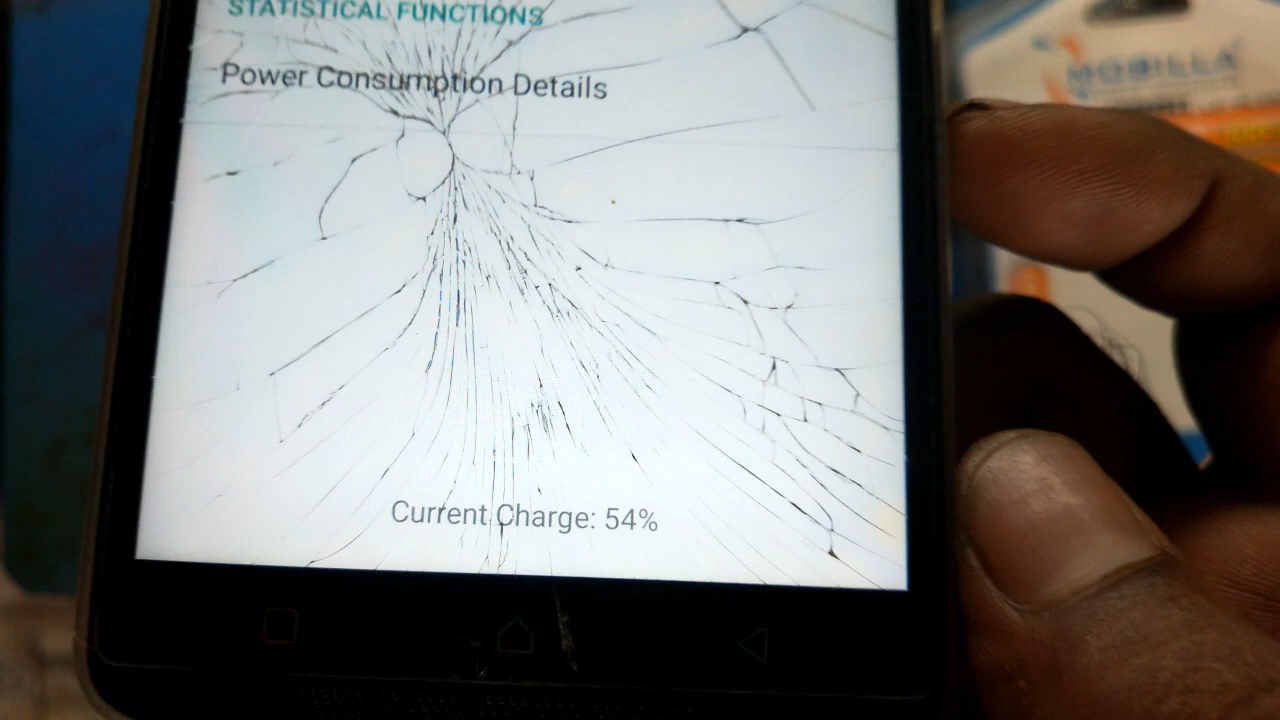 STATISTICAL FUNCTIONS
MOBILLA
Power Consumption Details
Current Charge: 54%